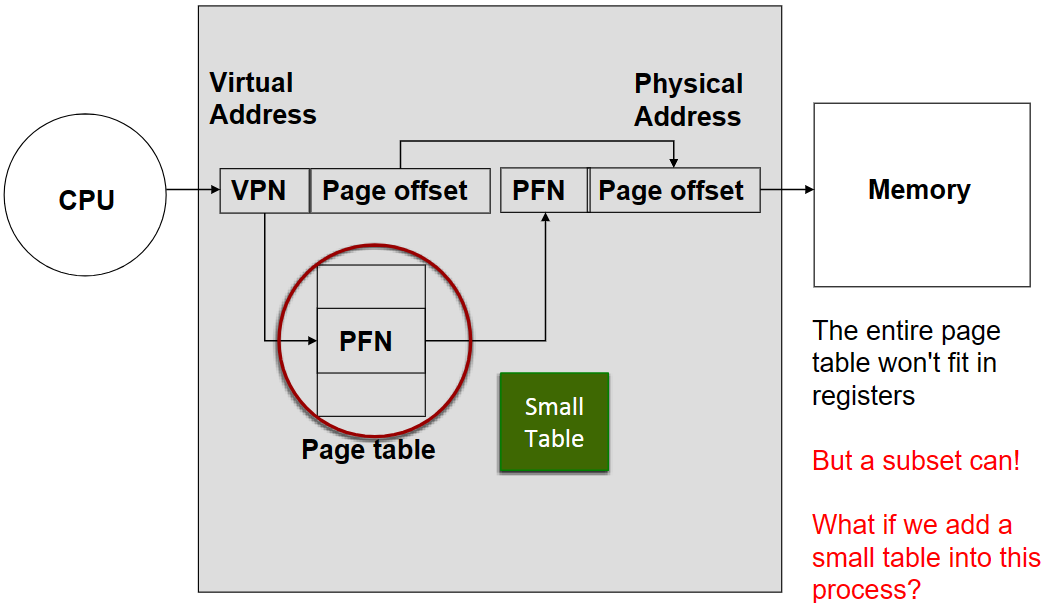 Virtual
Address
Physical
Address
CPU
VPN
Page offset
PFN
Page offset
Memory
PFN
Page table
Small
Table
The entire page
table won't fit in
registers
But a subset can!
What if we add a
small table into this
process?